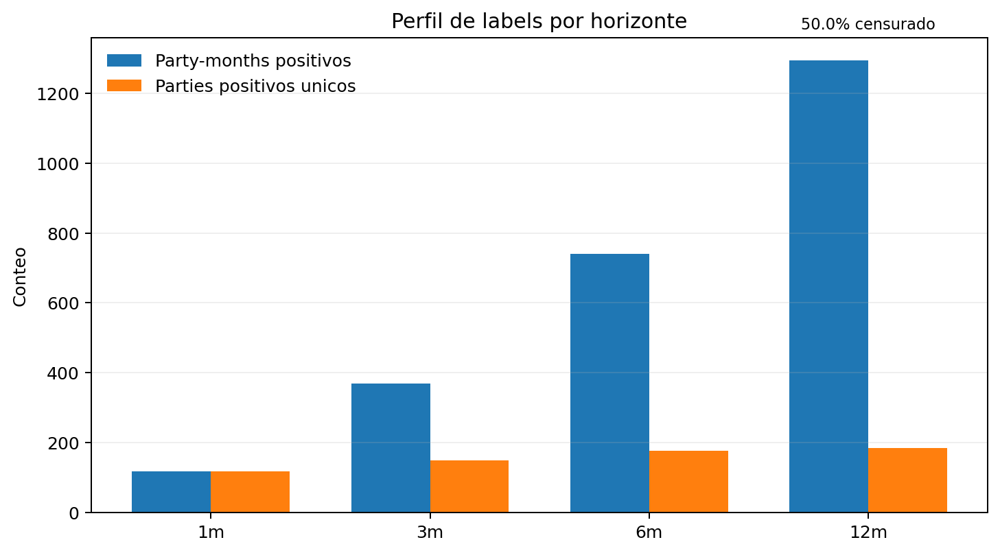 Perfil de labels por horizonte
50.0% censurado
Party-months positivos
Parties positivos unicos
Conteo
1200
1000
800
600
400
200
0
1m 3m 6m 12m